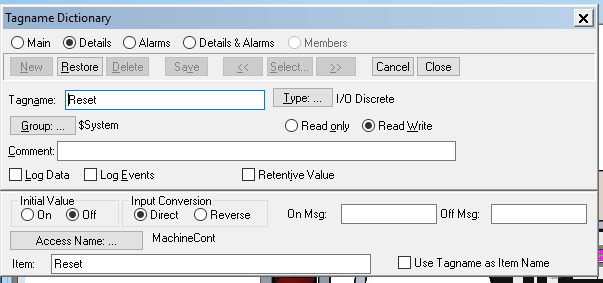 Tagname Dictionary
Main Details Alarms Details & Alarms Members
New Restore Delete Save << Select... >> Cancel Close
Tagname: Reset Type: ... I/O Discrete
Group: ... $System Read only Read Write
Comment:
Log Data Log Events Retentive Value
Initial Value Input Conversion
On Off Direct Reverse On Msg: Off Msg:
Access Name: ... MachineCont
Item: Reset Use Tagname as Item Name